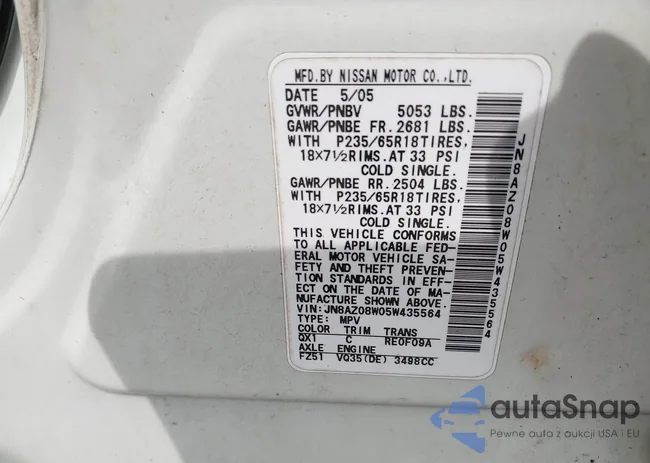 MFD.BY NISSAN MOTOR CO.,LTD.
DATE 5/05
GVWR/PNBV 5053 LBS.
GAWR/PNBE FR. 2681 LBS.
WITH P235/65R18TIRES,
18X7½RIMS.AT 33 PSI
COLD SINGLE.
GAWR/PNBE RR. 2504 LBS.
WITH P235/65R18TIRES,
18X7½RIMS.AT 33 PSI
COLD SINGLE.
THIS VEHICLE CONFORMS
TO ALL APPLICABLE FED-
ERAL MOTOR VEHICLE SA-
FETY AND THEFT PREVEN-
TION STANDARDS IN EFF-
ECT ON THE DATE OF MA-
NUFACTURE SHOWN ABOVE.
VIN:JN8AZ08W05W435564
TYPE: MPV
COLOR TRIM TRANS
QX1 C RE0F09A
AXLE ENGINE
FZ51 VQ35(DE) 3498CC
JN8AZ08W05W435564
autaSnap
Pewne auta z aukcji USA i EU